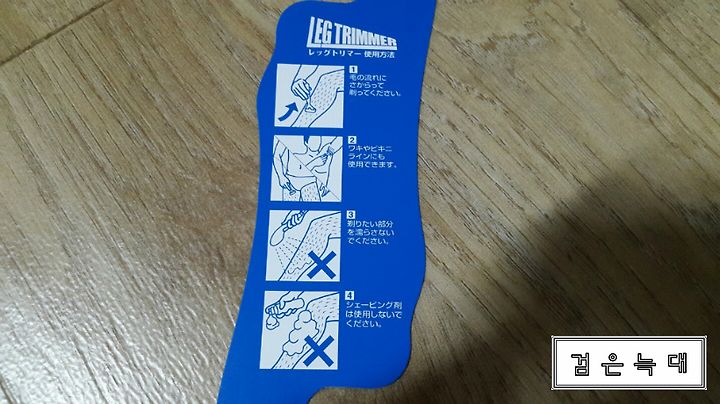 LEG TRIMMER
レッグトリマー 使用方法
1
毛の流れに
さからって
剃ってください。
2
ワキやビキニ
ラインにも
使用できます。
3
剃りたい部分
を濡らさない
でください。
4
シェービング剤
は使用しないで
ください。
검은늑대